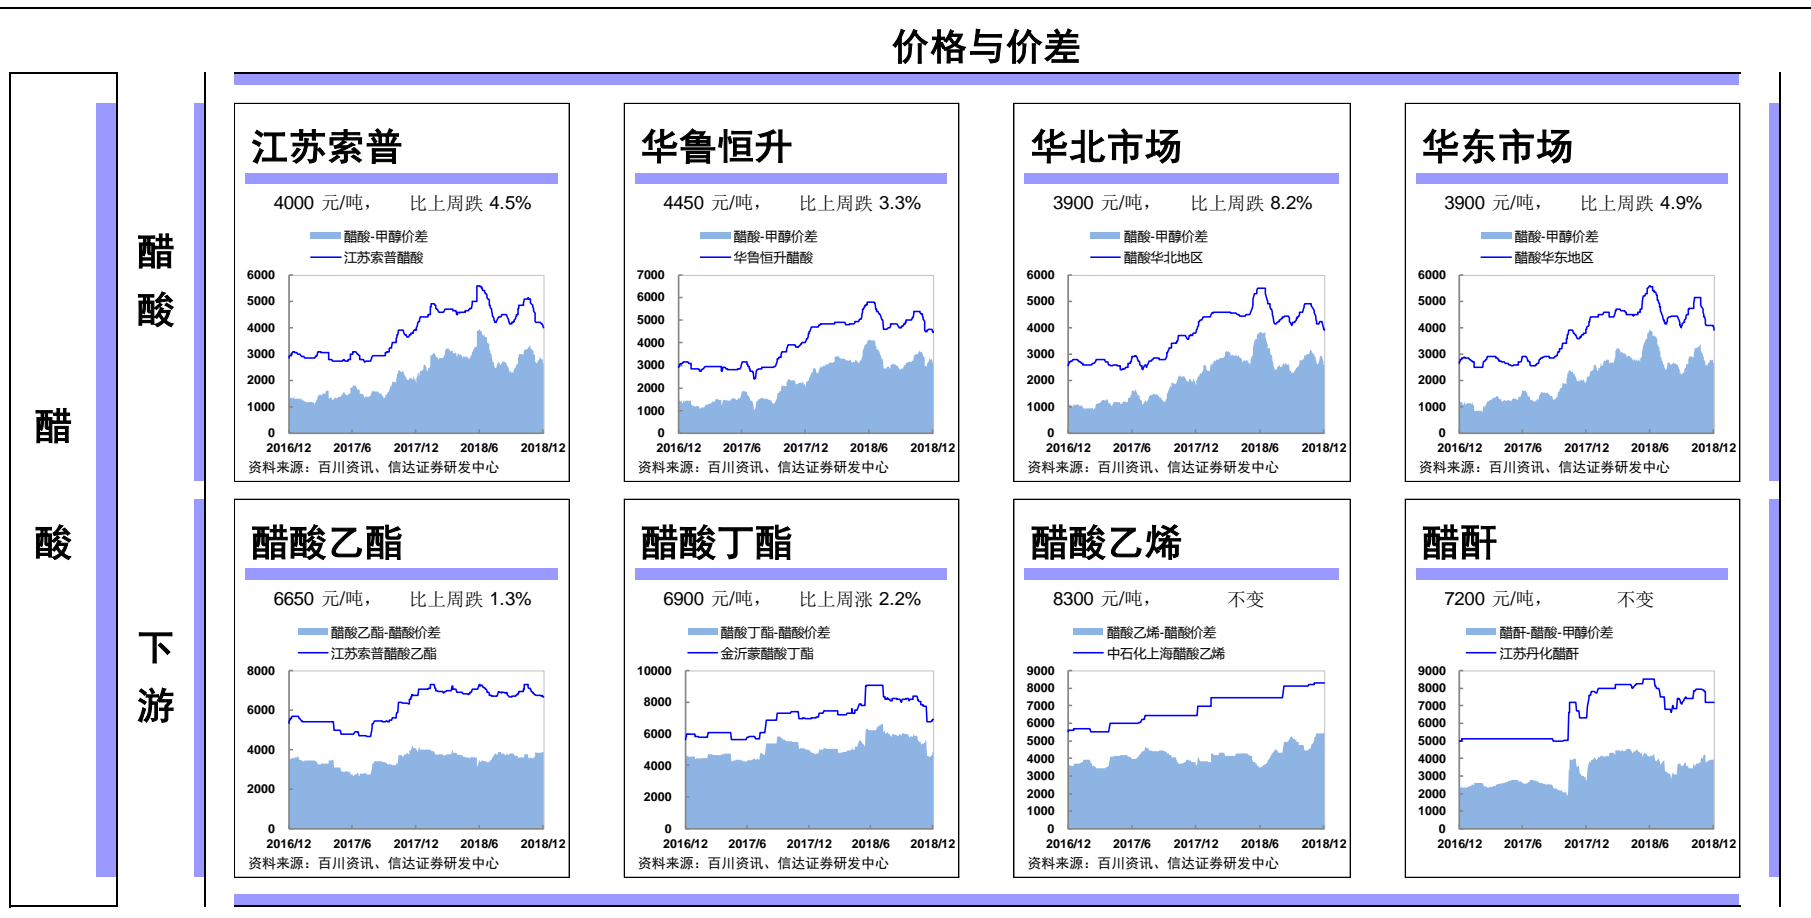 价格与价差
醋
酸
醋
酸
江苏索普
4000 元/吨， 比上周跌 4.5%
醋酸-甲醇价差
江苏索普醋酸
6000
5000
4000
3000
2000
1000
0
2016/12 2017/6 2017/12 2018/6 2018/12
资料来源：百川资讯、信达证券研发中心
华鲁恒升
4450 元/吨， 比上周跌 3.3%
醋酸-甲醇价差
华鲁恒升醋酸
7000
6000
5000
4000
3000
2000
1000
0
2016/12 2017/6 2017/12 2018/6 2018/12
资料来源：百川资讯、信达证券研发中心
华北市场
3900 元/吨， 比上周跌 8.2%
醋酸-甲醇价差
醋酸华北地区
6000
5000
4000
3000
2000
1000
0
2016/12 2017/6 2017/12 2018/6 2018/12
资料来源：百川资讯、信达证券研发中心
华东市场
3900 元/吨， 比上周跌 4.9%
醋酸-甲醇价差
醋酸华东地区
6000
5000
4000
3000
2000
1000
0
2016/12 2017/6 2017/12 2018/6 2018/12
资料来源：百川资讯、信达证券研发中心
下
游
醋酸乙酯
6650 元/吨， 比上周跌 1.3%
醋酸乙酯-醋酸价差
江苏索普醋酸乙酯
8000
6000
4000
2000
0
2016/12 2017/6 2017/12 2018/6 2018/12
资料来源：百川资讯、信达证券研发中心
醋酸丁酯
6900 元/吨， 比上周涨 2.2%
醋酸丁酯-醋酸价差
金沂蒙醋酸丁酯
10000
8000
6000
4000
2000
0
2016/12 2017/6 2017/12 2018/6 2018/12
资料来源：百川资讯、信达证券研发中心
醋酸乙烯
8300 元/吨， 不变
醋酸乙烯-醋酸价差
中石化上海醋酸乙烯
9000
8000
7000
6000
5000
4000
3000
2000
1000
0
2016/12 2017/6 2017/12 2018/6 2018/12
资料来源：百川资讯、信达证券研发中心
醋酐
7200 元/吨， 不变
醋酐-醋酸-甲醇价差
江苏丹化醋酐
9000
8000
7000
6000
5000
4000
3000
2000
1000
0
2016/12 2017/6 2017/12 2018/6 2018/12
资料来源：百川资讯、信达证券研发中心